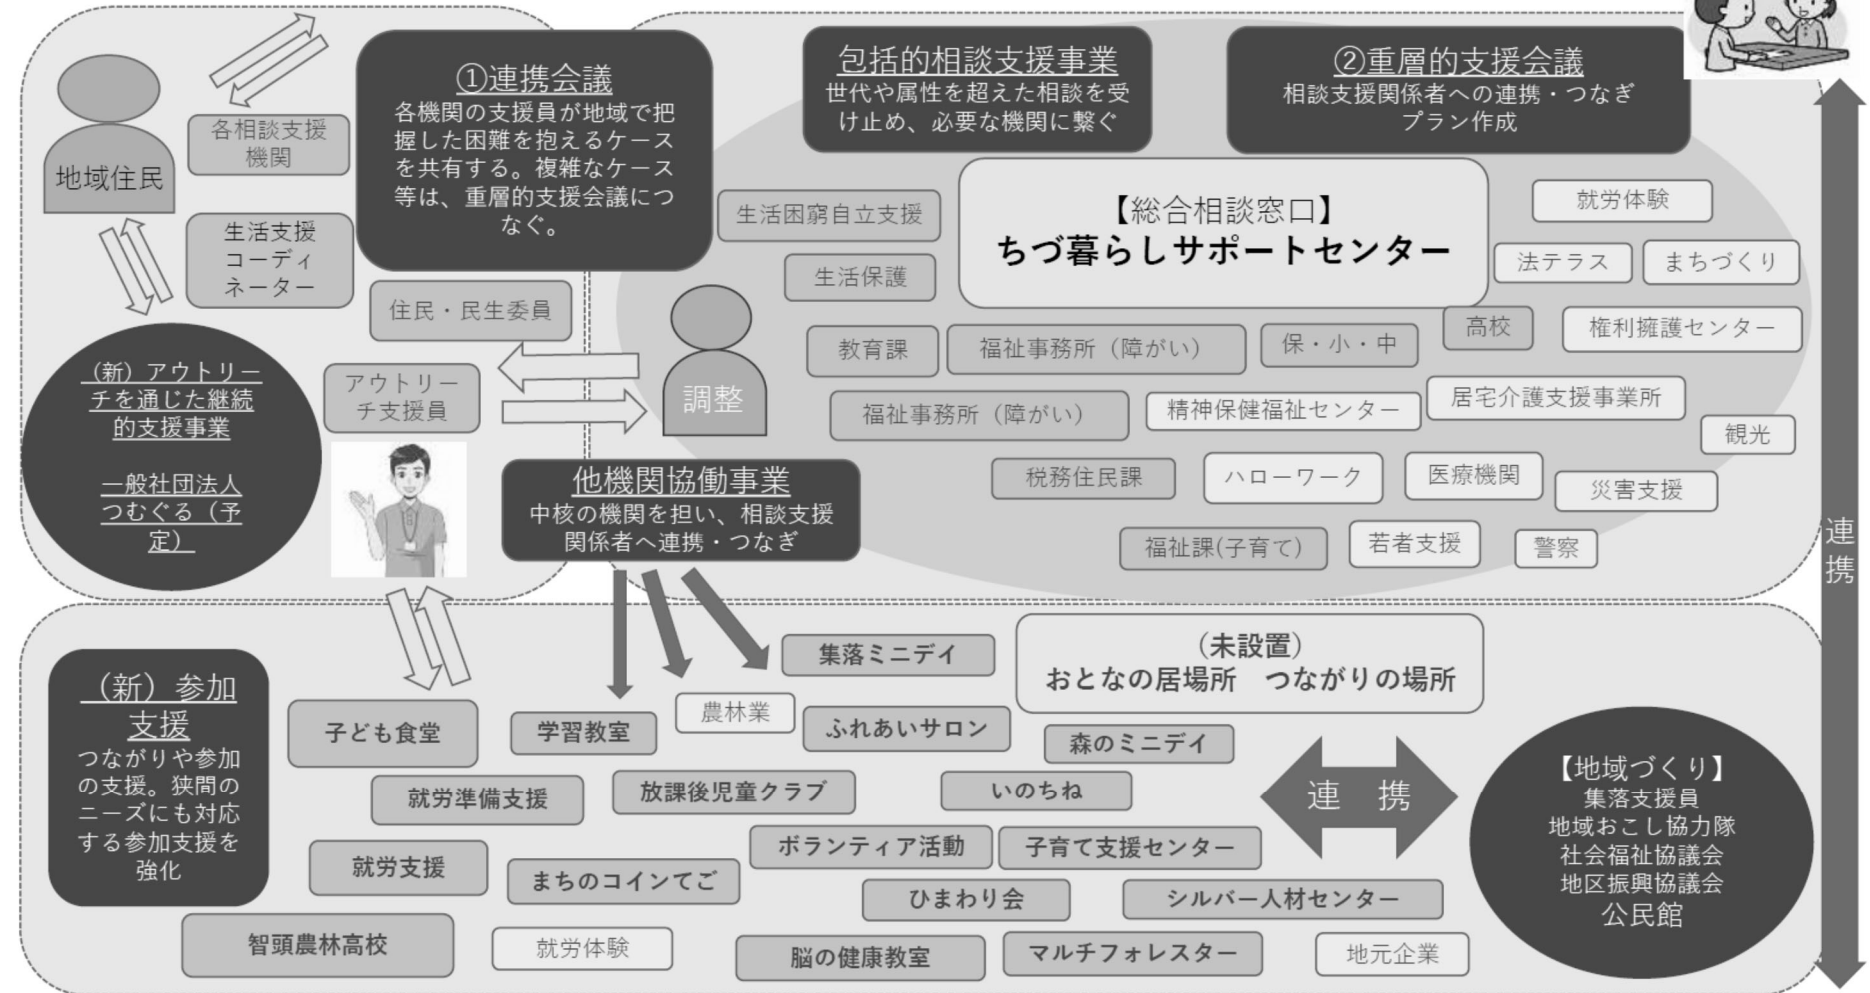 ①連携会議
各機関の支援員が地域で把
握した困難を抱えるケース
を共有する。複雑なケース
等は、重層的支援会議につ
なぐ。
地域住民
各相談支援
機関
生活支援
コーディ
ネーター
住民・民生委員
アウトリー
チ支援員
（新）アウトリー
チを通じた継続
的支援事業
一般社団法人
つむぐる（予
定）
包括的相談支援事業
世代や属性を超えた相談を受
け止め、必要な機関に繋ぐ
②重層的支援会議
相談支援関係者への連携・つなぎ
プラン作成
【総合相談窓口】
ちづ暮らしサポートセンター
生活困窮自立支援
生活保護
就労体験
法テラス
まちづくり
調整
教育課
福祉事務所（障がい）
保・小・中
高校
権利擁護センター
福祉事務所（障がい）
精神保健福祉センター
居宅介護支援事業所
観光
税務住民課
ハローワーク
医療機関
災害支援
福祉課(子育て)
若者支援
警察
他機関協働事業
中核の機関を担い、相談支援
関係者へ連携・つなぎ
連
携
（新）参加
支援
つながりや参加
の支援。狭間の
ニーズにも対応
する参加支援を
強化
集落ミニデイ
（未設置）
おとなの居場所　つながりの場所
子ども食堂
学習教室
農林業
ふれあいサロン
森のミニデイ
就労準備支援
放課後児童クラブ
いのちね
連　携
就労支援
まちのコインてご
ボランティア活動
子育て支援センター
ひまわり会
シルバー人材センター
智頭農林高校
就労体験
脳の健康教室
マルチフォレスター
地元企業
【地域づくり】
集落支援員
地域おこし協力隊
社会福祉協議会
地区振興協議会
公民館